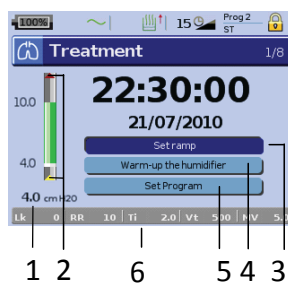 100% 15 Prog 2
ST
Treatment 1/8
10.0
22:30:00
21/07/2010
Set ramp
4.0
Warm-up the humidifier
Set Program
4.0 cm H20
Lk 0 RR 10 Ti 2.0 Vt 500 MV 5.0
1 2 6 5 4 3